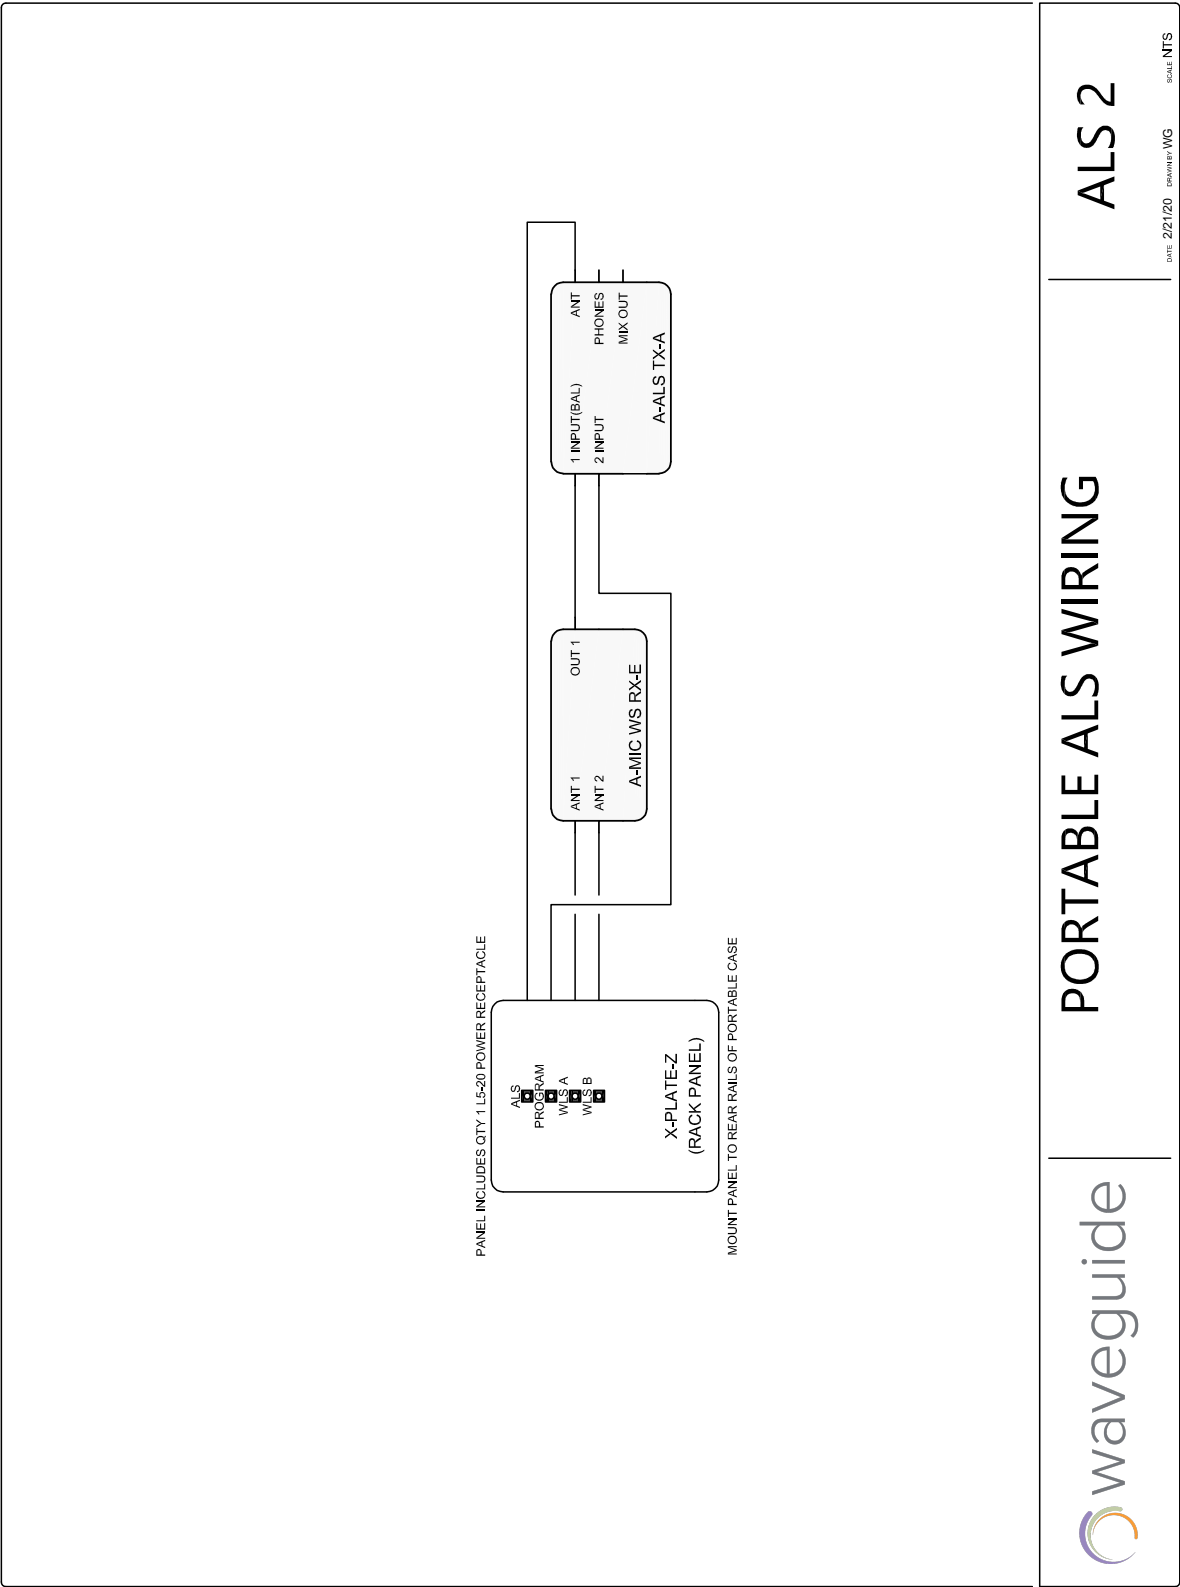 PANEL INCLUDES QTY 1 L5-20 POWER RECEPTACLE
ALS
PROGRAM
WLS A
WLS B
X-PLATE-Z
(RACK PANEL)
MOUNT PANEL TO REAR RAILS OF PORTABLE CASE
ANT 1
ANT 2
OUT 1
A-MIC WS RX-E
1 INPUT(BAL)
2 INPUT
ANT
PHONES
MIX OUT
A-ALS TX-A
waveguide
PORTABLE ALS WIRING
ALS 2
DATE 2/21/20 DRAWN BY WG SCALE NTS